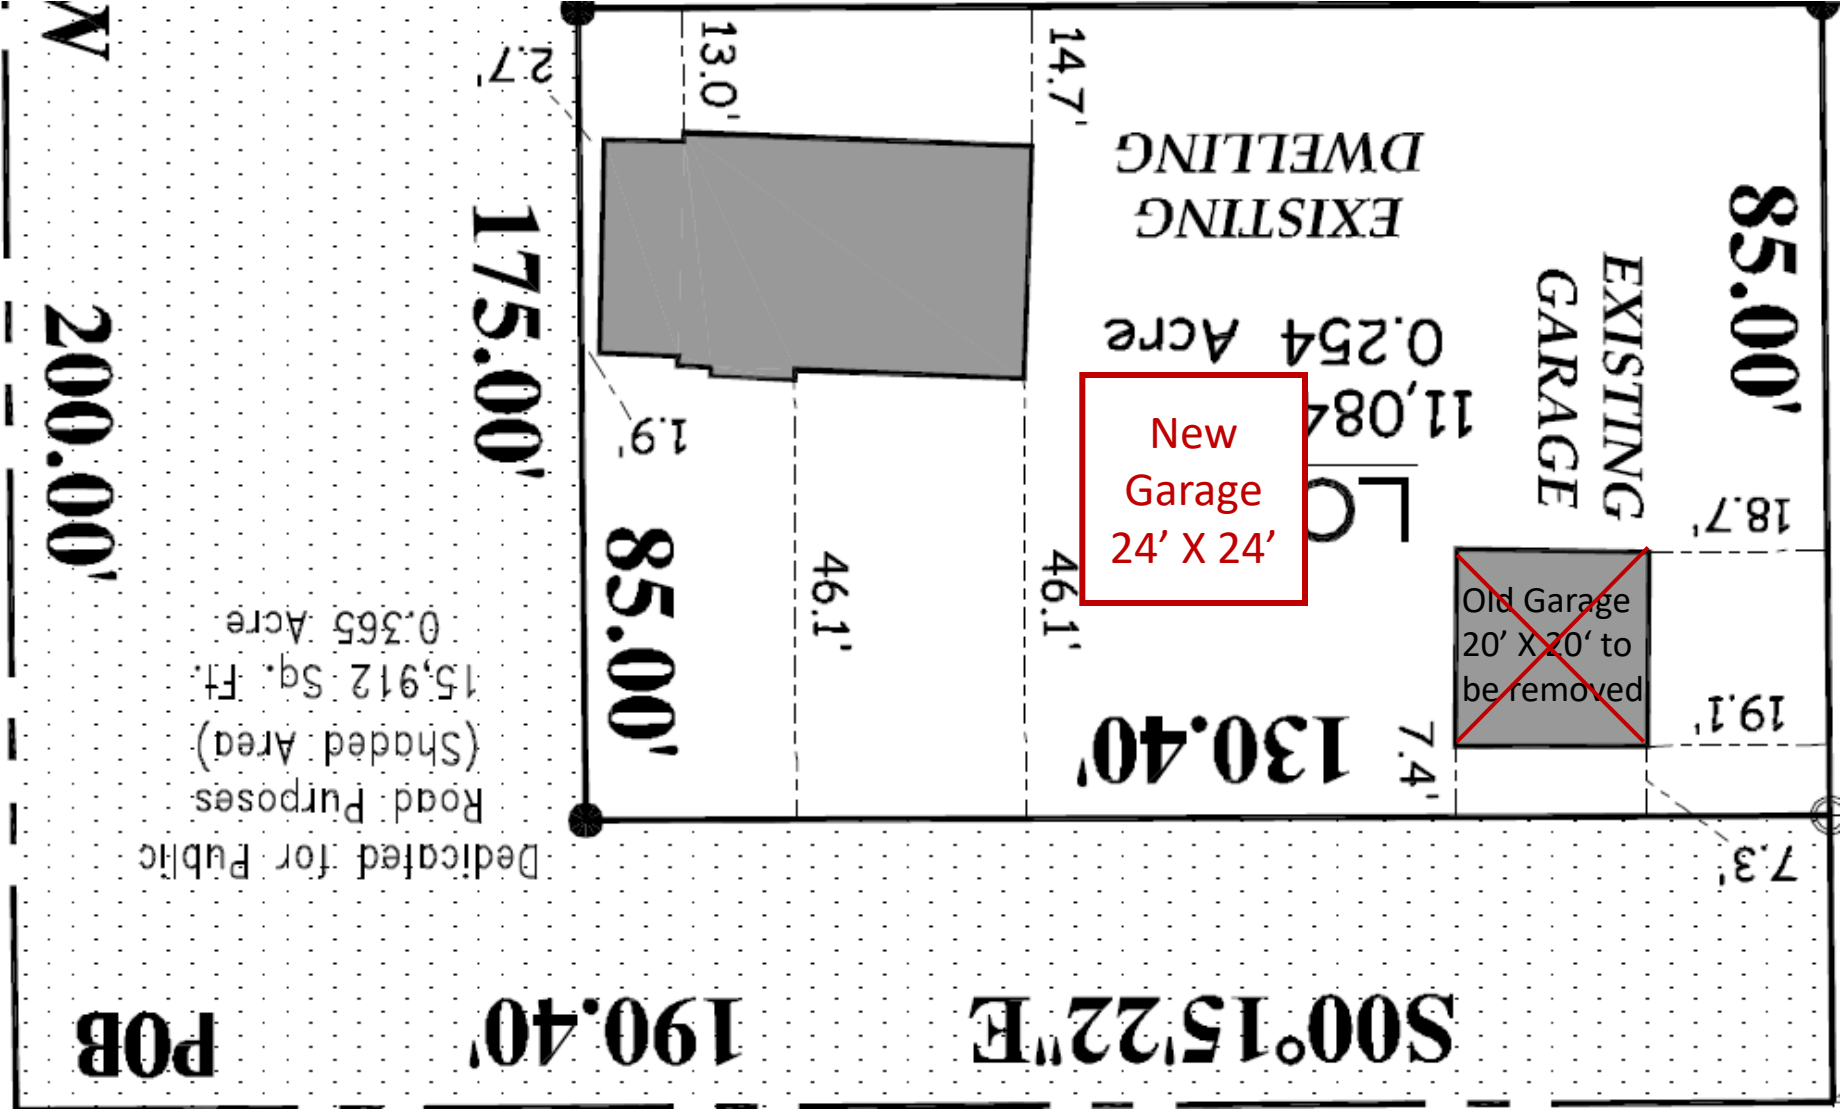 W
2.7'
13.0'
14.7'
EXISTING
DWELLING
85.00'
175.00'
200.00'
EXISTING
GARAGE
0.254 Acre
11,084
LO
1.9'
New
Garage
24’ X 24’
85.00'
46.1'
46.1'
18.7'
Old Garage
20’ X 20‘ to
be removed
19.1'
7.4'
130.40'
7.3'
Dedicated for Public
Road Purposes
(Shaded Area)
15,912 Sq. Ft.
0.365 Acre
POB
190.40'
S00°15'22"E